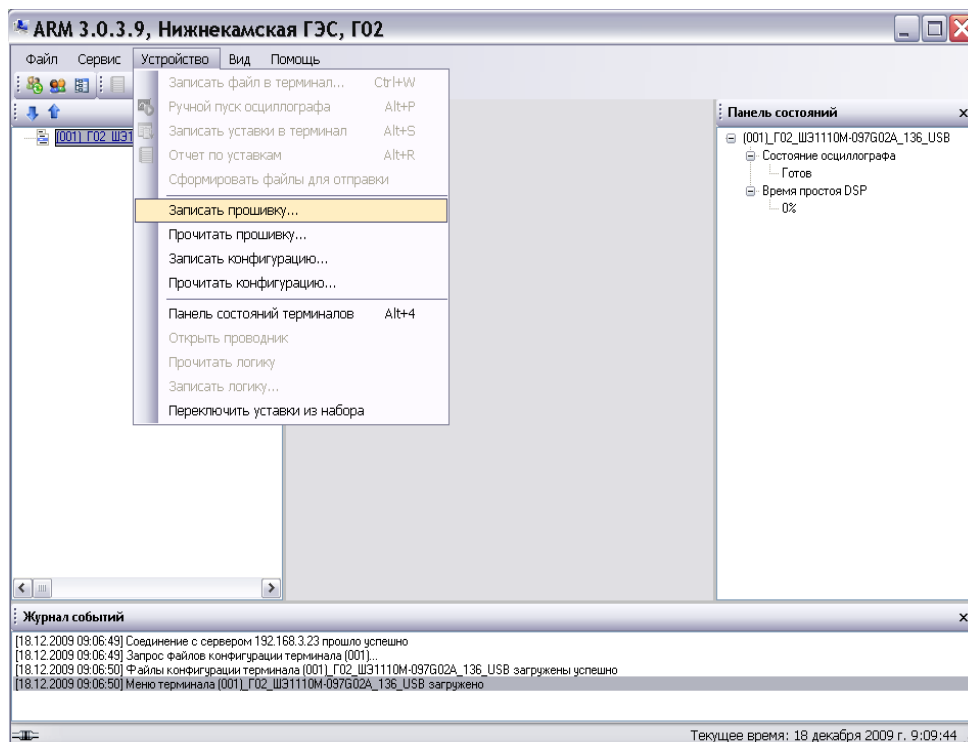 ARM 3.0.3.9, Нижнекамская ГЭС, Г02
Файл Сервис Устройство Вид Помощь
Записать файл в терминал... Ctrl+W
Ручной пуск осциллографа Alt+P
Записать уставки в терминал Alt+S
Отчет по уставкам Alt+R
Сформировать файлы для отправки
Записать прошивку...
Прочитать прошивку...
Записать конфигурацию...
Прочитать конфигурацию...
Панель состояний терминалов Alt+4
Открыть проводник
Прочитать логику
Записать логику...
Переключить уставки из набора
(001)_Г02_ШЭ1
Панель состояний
(001)_Г02_ШЭ1110М-097G02A_136_USB
Состояние осциллографа
Готов
Время простоя DSP
0%
Журнал событий
[18.12.2009 09:06:49] Соединение с сервером 192.168.3.23 прошло успешно
[18.12.2009 09:06:49] Запрос файлов конфигурации терминала (001)...
[18.12.2009 09:06:50] Файлы конфигурации терминала (001)_Г02_ШЭ1110М-097G02A_136_USB загружены успешно
[18.12.2009 09:06:50] Меню терминала (001)_Г02_ШЭ1110М-097G02A_136_USB загружено
Текущее время: 18 декабря 2009 г. 9:09:44